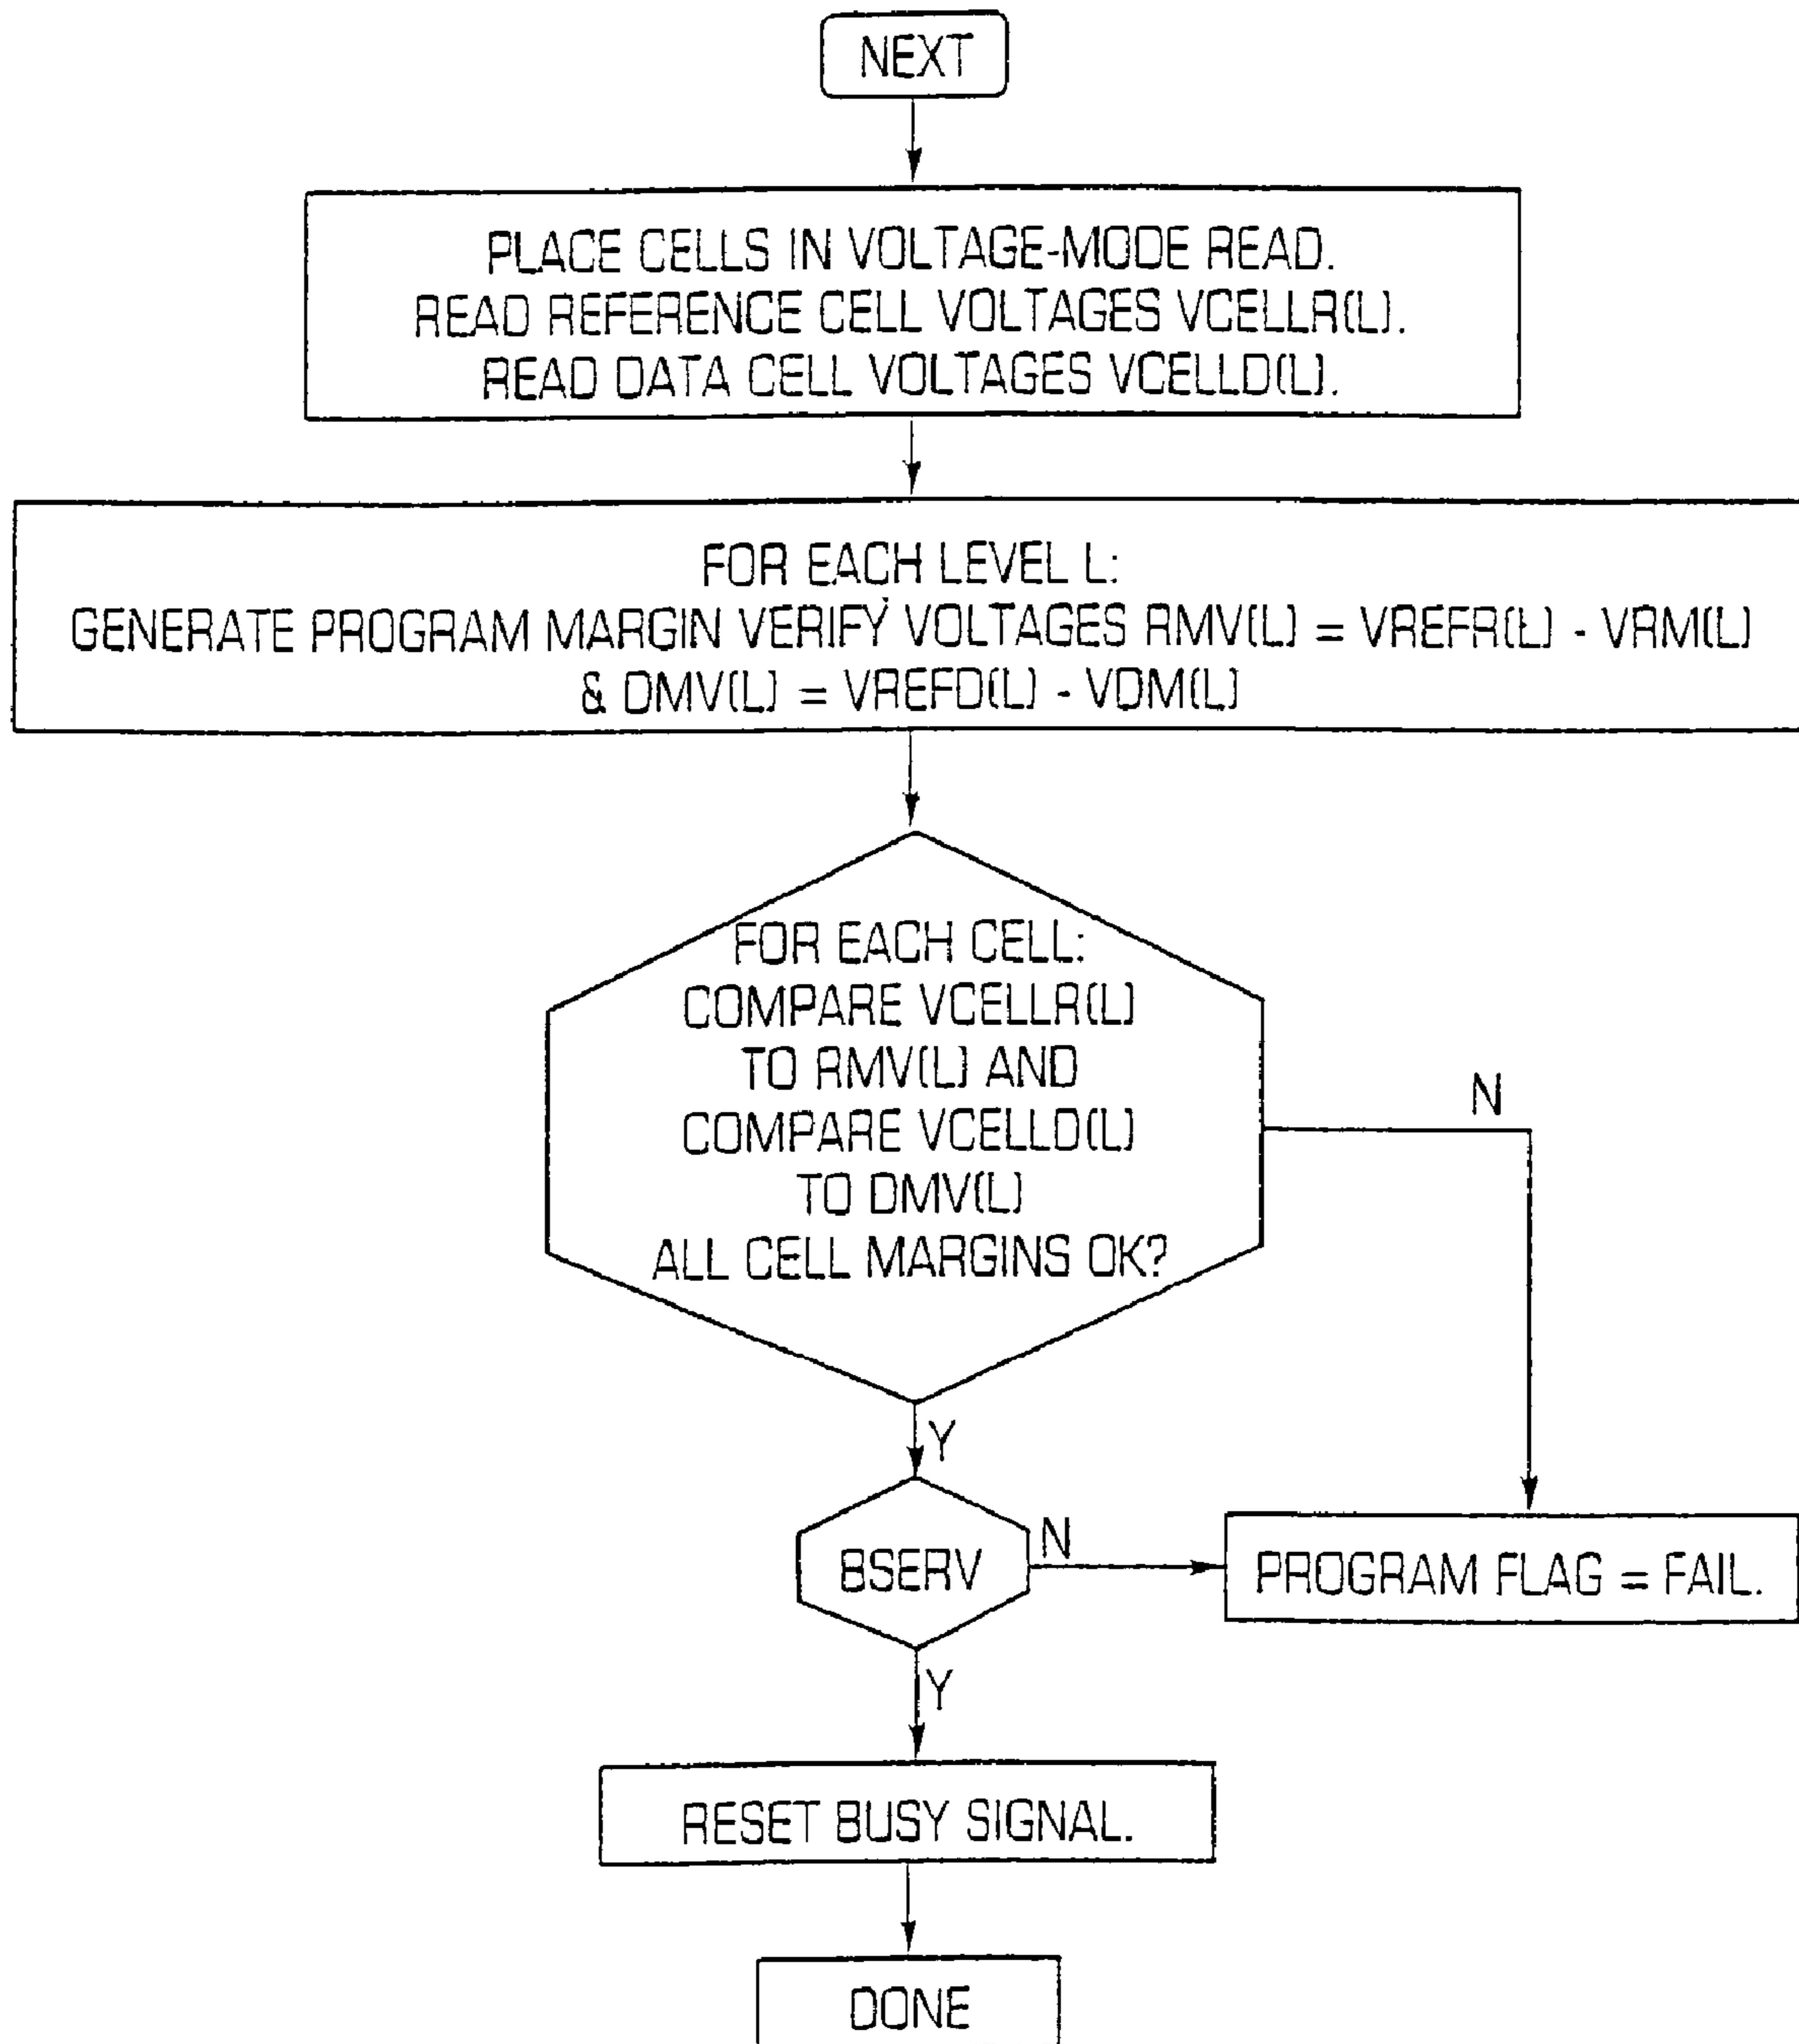 NEXT
PLACE CELLS IN VOLTAGE-MODE READ.
READ REFERENCE CELL VOLTAGES VCELLR(L).
READ DATA CELL VOLTAGES VCELLD(L).
FOR EACH LEVEL L:
GENERATE PROGRAM MARGIN VERIFY VOLTAGES RMV(L) = VREFR(L) - VRM(L)
& DMV(L) = VREFD(L) - VDM(L)
FOR EACH CELL:
COMPARE VCELLR(L)
TO RMV(L) AND
COMPARE VCELLD(L)
TO DMV(L)
ALL CELL MARGINS OK?
N
Y
BSERV
N
PROGRAM FLAG = FAIL.
Y
RESET BUSY SIGNAL.
DONE